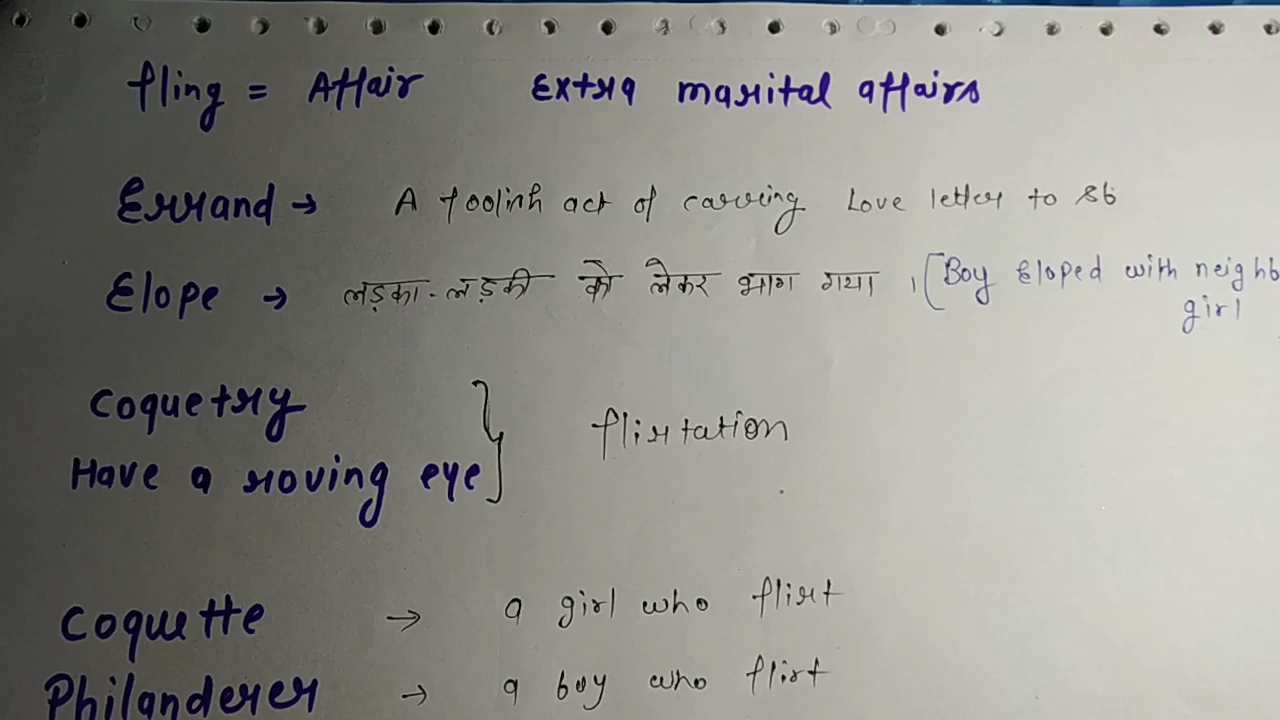 fling = Affair Extra marital affairs
Errand → A foolish act of carrying Love letter to sb
Elope → लड़का-लड़की को लेकर भाग गया । [Boy Eloped with neighb
girl
Coquetry
Have a roving eye } flirtation
Coquette → a girl who flirt
Philanderer → a boy who flirt